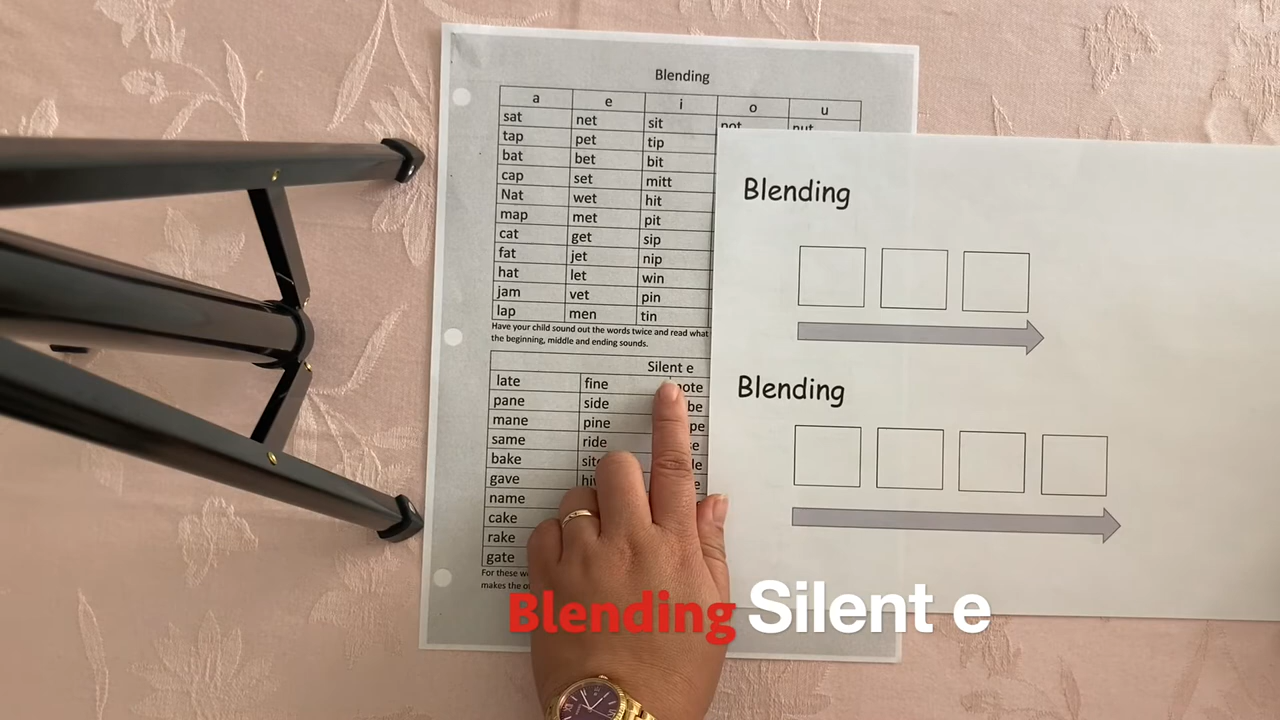 Blending
a e i o u
sat net sit not nut
tap pet tip
bat bet bit
cap set mitt
Nat wet hit
map met pit
cat get sip
fat jet nip
hat let win
jam vet pin
lap men tin
Have your child sound out the words twice and read what
the beginning, middle and ending sounds.
Silent e
late fine note
pane side
mane pine
same ride
bake
gave
name
cake
rake
gate
For these
makes the
Blending
Blending
Blending Silent e